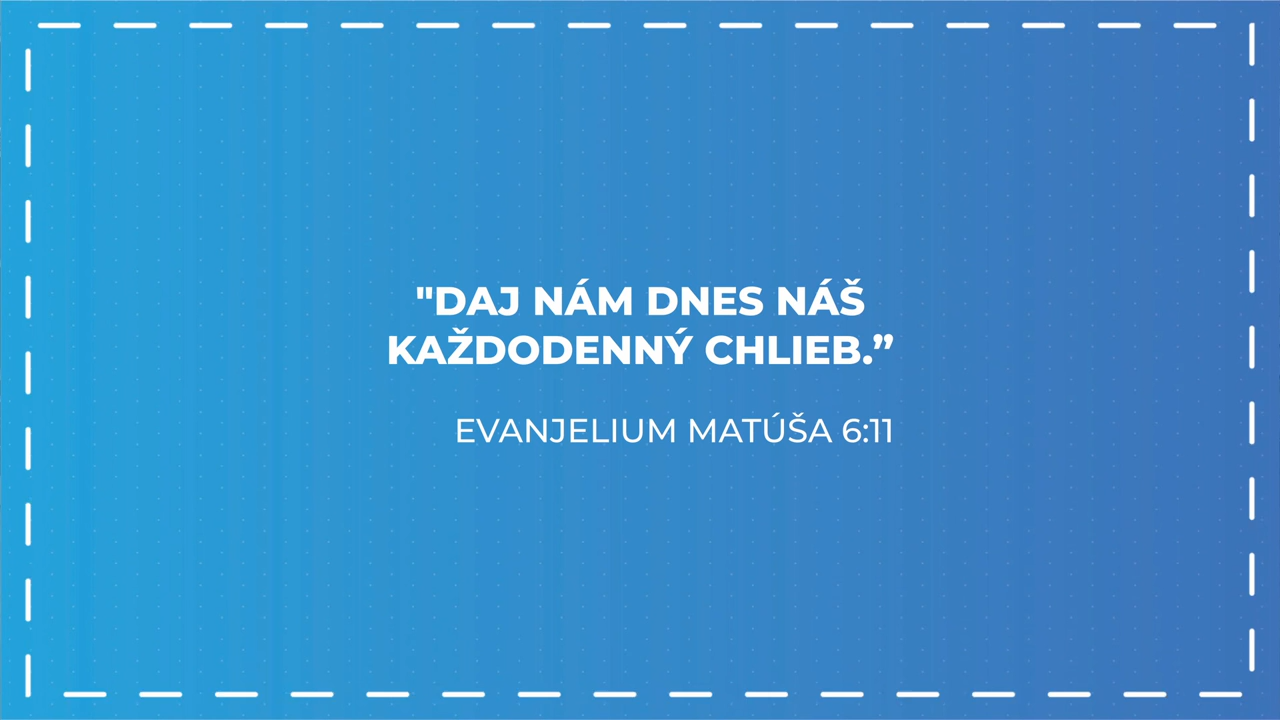 "DAJ NÁM DNES NÁŠ
KAŽDODENNÝ CHLIEB.”
EVANJELIUM MATÚŠA 6:11